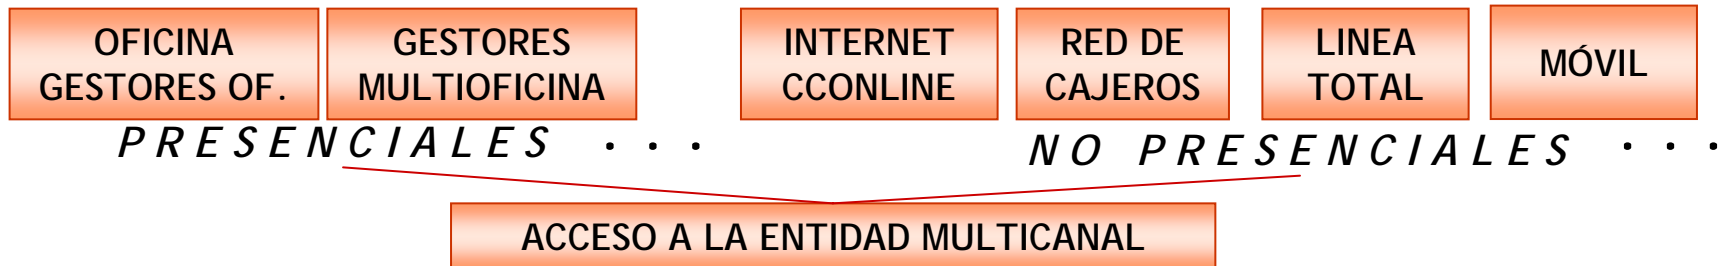 OFICINA
GESTORES OF.
GESTORES
MULTIOFICINA
INTERNET
CCONLINE
RED DE
CAJEROS
LINEA
TOTAL
MÓVIL
PRESENCIALES . . .
NO PRESENCIALES . . .
ACCESO A LA ENTIDAD MULTICANAL